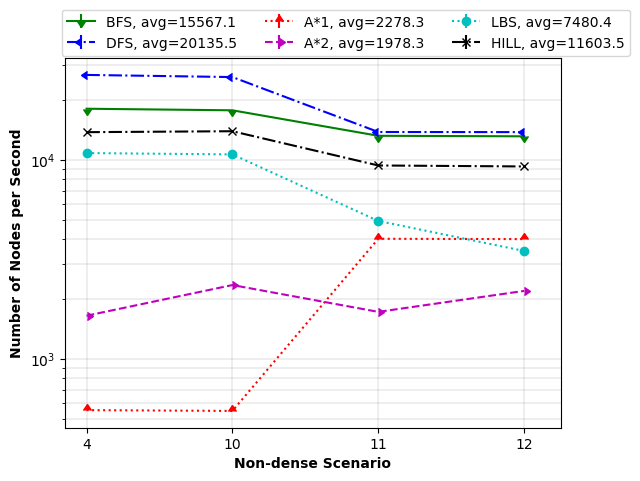 BFS, avg=15567.1
DFS, avg=20135.5
A*1, avg=2278.3
A*2, avg=1978.3
LBS, avg=7480.4
HILL, avg=11603.5
Number of Nodes per Second
10^4
10^3
4 10 11 12
Non-dense Scenario